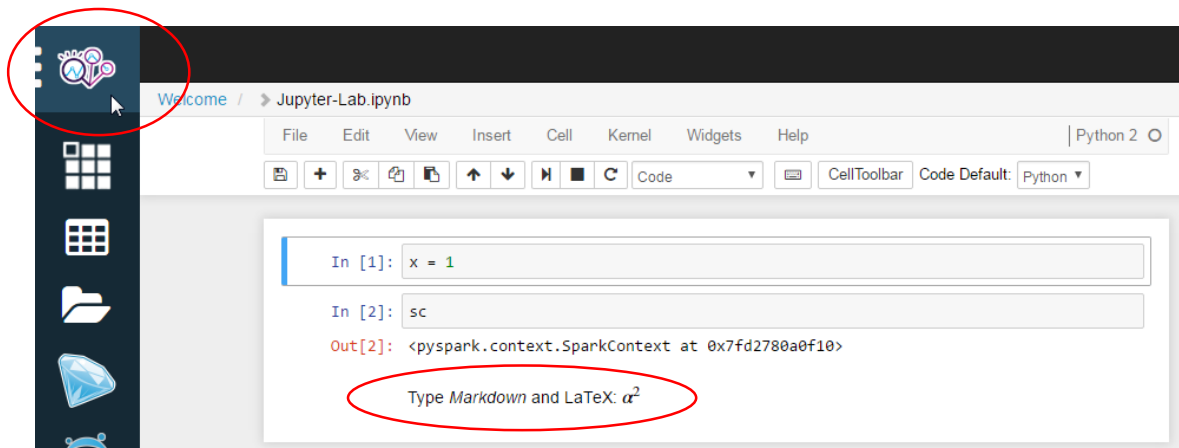 Welcome / > Jupyter-Lab.ipynb
File Edit View Insert Cell Kernel Widgets Help Python 2
Code CellToolbar Code Default: Python
In [1]: x = 1
In [2]: sc
Out[2]: <pyspark.context.SparkContext at 0x7fd2780a0f10>
Type Markdown and LaTeX: α²